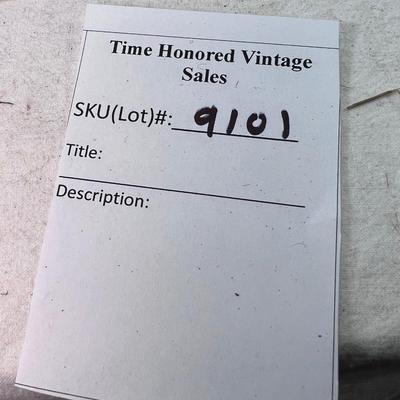 Time Honored Vintage
Sales
SKU(Lot)#: 9101
Title:
Description: